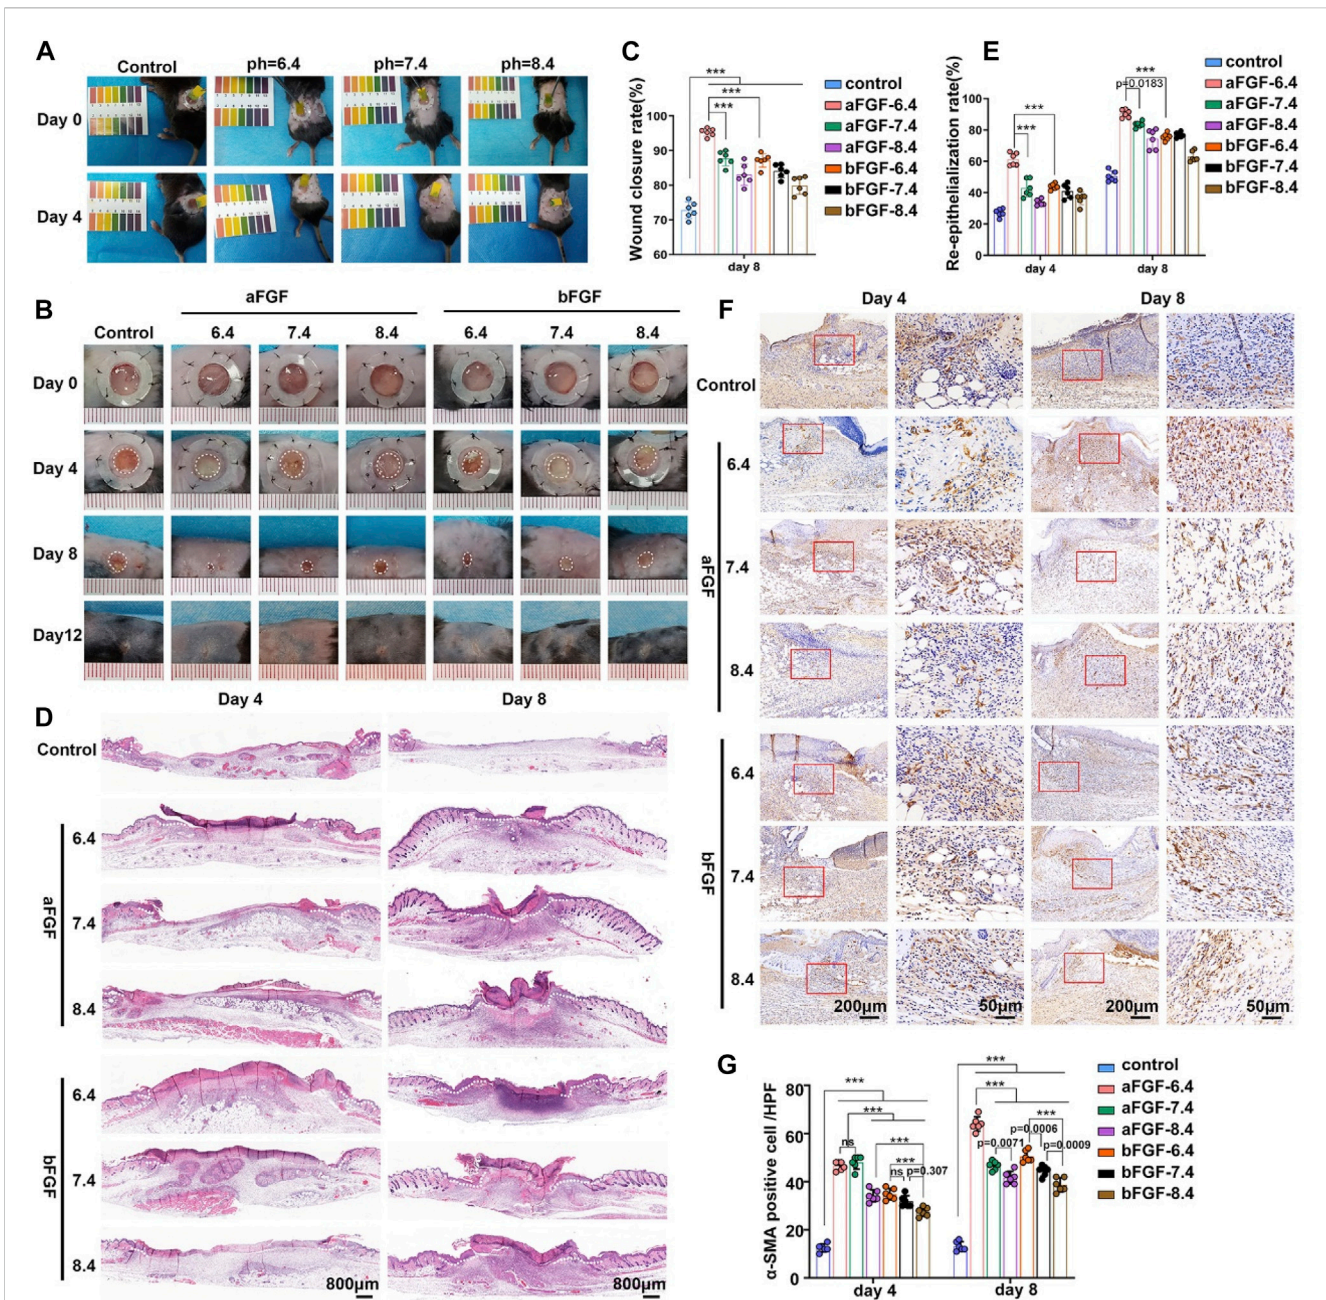 A
Control
ph=6.4
ph=7.4
ph=8.4
Day 0
Day 4
B
aFGF
bFGF
Control
6.4
7.4
8.4
6.4
7.4
8.4
Day 0
Day 4
Day 8
Day12
C
Wound closure rate(%)
100
90
80
70
60
***
***
***
day 8
control
aFGF-6.4
aFGF-7.4
aFGF-8.4
bFGF-6.4
bFGF-7.4
bFGF-8.4
D
Day 4
Day 8
Control
aFGF
6.4
7.4
8.4
bFGF
6.4
7.4
8.4
800μm
800μm
E
Re-epithelialization rate(%)
100
80
60
40
20
0
***
***
***
p=0.0183
day 4
day 8
control
aFGF-6.4
aFGF-7.4
aFGF-8.4
bFGF-6.4
bFGF-7.4
bFGF-8.4
F
Day 4
Day 8
Control
aFGF
6.4
7.4
8.4
bFGF
6.4
7.4
8.4
200μm
50μm
200μm
50μm
G
α-SMA positive cell /HPF
80
60
40
20
0
***
***
ns
***
***
ns
p=0.307
***
***
***
p=0.0006
p=0.0071
p=0.0009
day 4
day 8
control
aFGF-6.4
aFGF-7.4
aFGF-8.4
bFGF-6.4
bFGF-7.4
bFGF-8.4